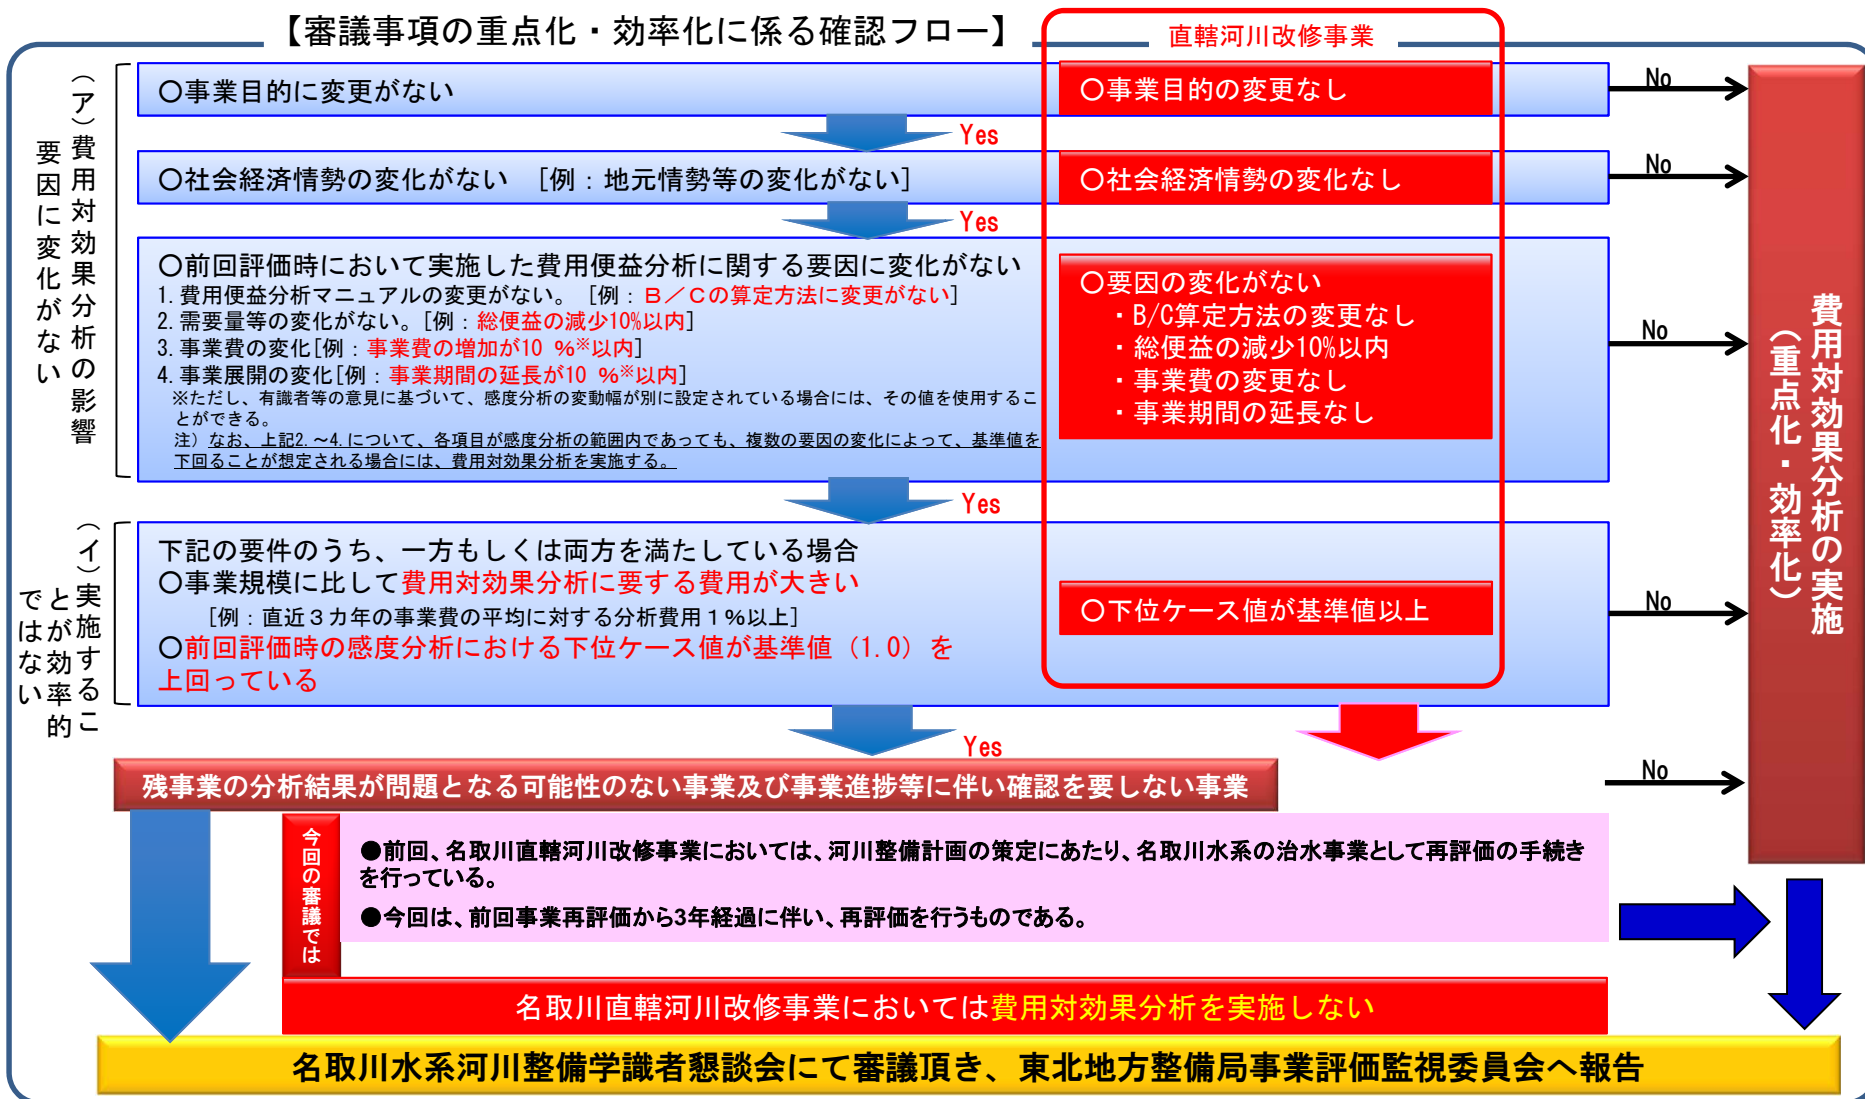 【審議事項の重点化・効率化に係る確認フロー】
直轄河川改修事業
（ア）費用対効果分析の影響
要因に変化がない
○事業目的に変更がない
○事業目的の変更なし
No
Yes
○社会経済情勢の変化がない　[例：地元情勢等の変化がない]
○社会経済情勢の変化なし
No
Yes
○前回評価時において実施した費用便益分析に関する要因に変化がない
1. 費用便益分析マニュアルの変更がない。 [例：Ｂ／Ｃの算定方法に変更がない]
2. 需要量等の変化がない。[例：総便益の減少10%以内]
3. 事業費の変化[例：事業費の増加が10 %※以内]
4. 事業展開の変化[例：事業期間の延長が10 %※以内]
※ただし、有識者等の意見に基づいて、感度分析の変動幅が別に設定されている場合には、その値を使用するこ
とができる。
注）なお、上記2.～4.について、各項目が感度分析の範囲内であっても、複数の要因の変化によって、基準値を
下回ることが想定される場合には、費用対効果分析を実施する。
○要因の変化がない
・B/C算定方法の変更なし
・総便益の減少10%以内
・事業費の変更なし
・事業期間の延長なし
No
Yes
（イ）実施するこ
とが効率的
ではない
下記の要件のうち、一方もしくは両方を満たしている場合
○事業規模に比して費用対効果分析に要する費用が大きい
[例：直近３カ年の事業費の平均に対する分析費用１%以上]
○前回評価時の感度分析における下位ケース値が基準値（1.0）を
上回っている
○下位ケース値が基準値以上
No
Yes
残事業の分析結果が問題となる可能性のない事業及び事業進捗等に伴い確認を要しない事業
No
費用対効果分析の実施
（重点化・効率化）
今回の審議では
●前回、名取川直轄河川改修事業においては、河川整備計画の策定にあたり、名取川水系の治水事業として再評価の手続き
を行っている。
●今回は、前回事業再評価から3年経過に伴い、再評価を行うものである。
名取川直轄河川改修事業においては費用対効果分析を実施しない
名取川水系河川整備学識者懇談会にて審議頂き、東北地方整備局事業評価監視委員会へ報告